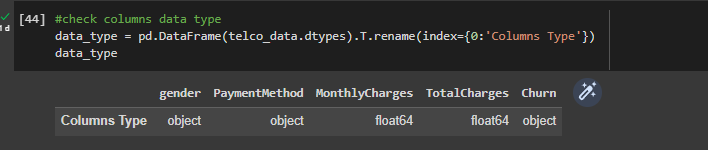 [44] #check columns data type
data_type = pd.DataFrame(telco_data.dtypes).T.rename(index={0:'Columns Type'})
data_type
gender PaymentMethod MonthlyCharges TotalCharges Churn
Columns Type object object float64 float64 object